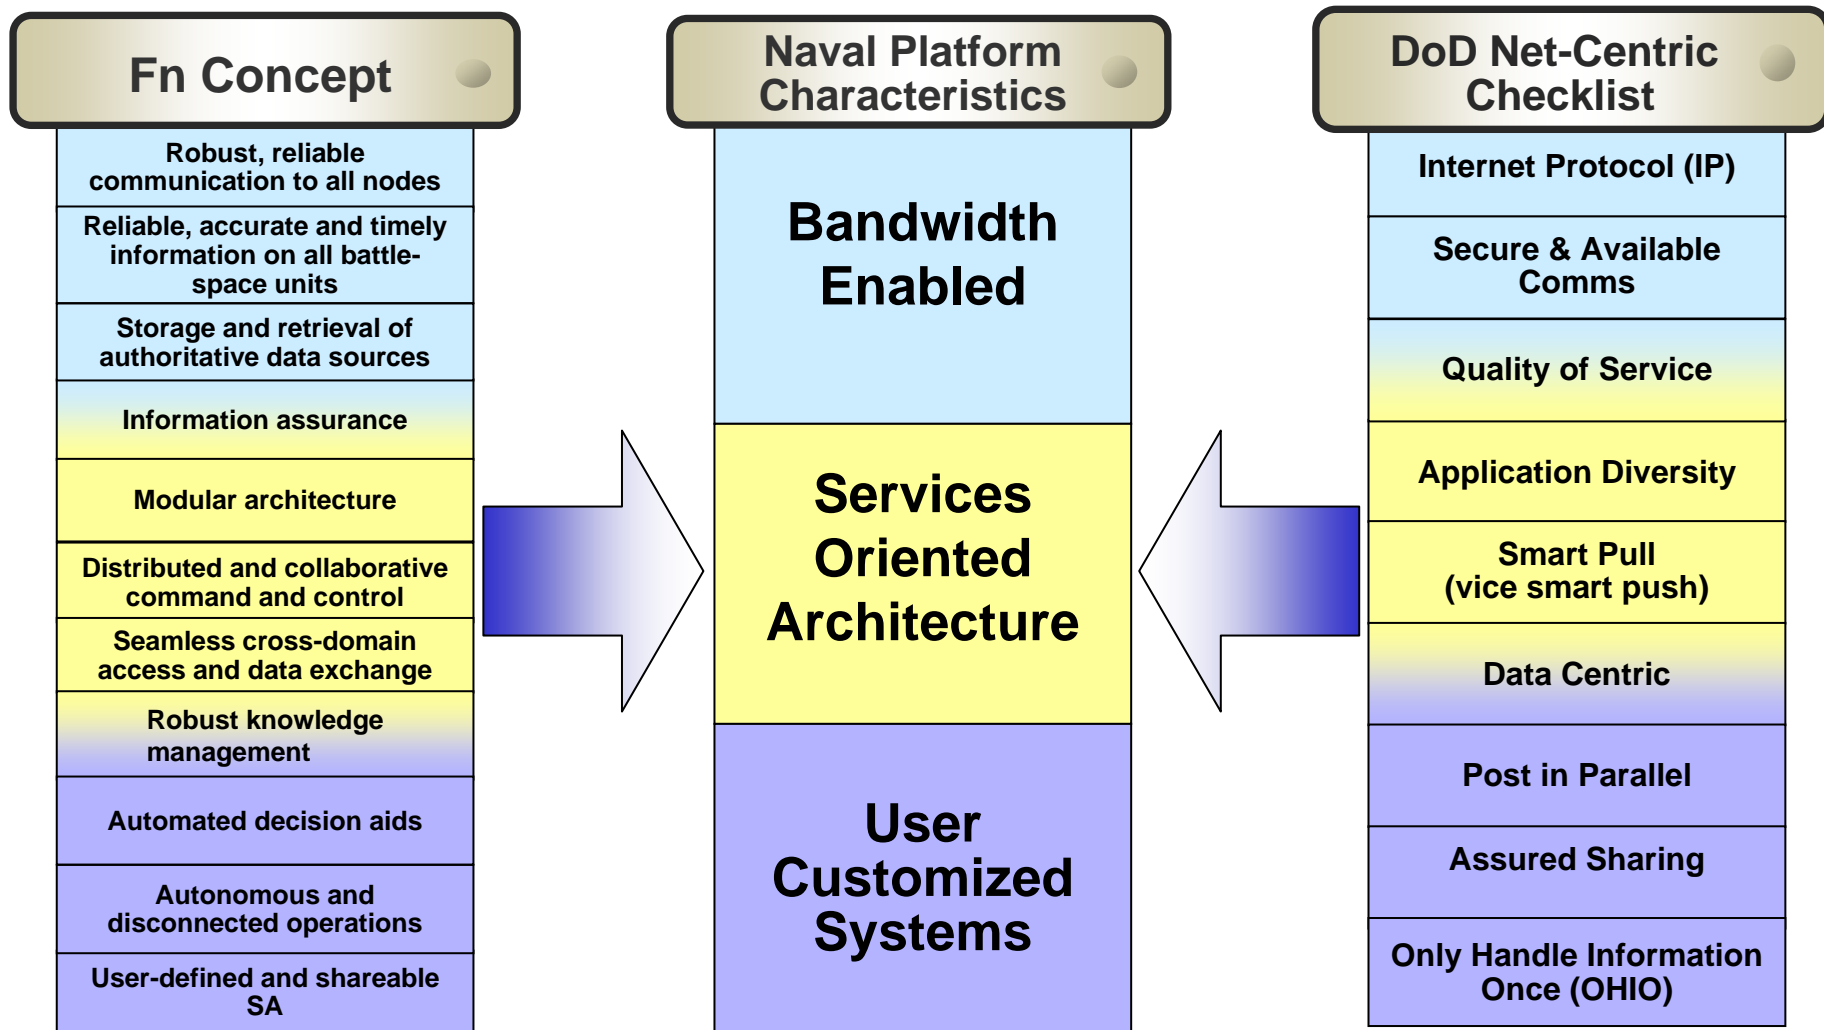 Fn Concept
Robust, reliable
communication to all nodes
Reliable, accurate and timely
information on all battle-
space units
Storage and retrieval of
authoritative data sources
Information assurance
Modular architecture
Distributed and collaborative
command and control
Seamless cross-domain
access and data exchange
Robust knowledge
management
Automated decision aids
Autonomous and
disconnected operations
User-defined and shareable
SA
Naval Platform
Characteristics
Bandwidth
Enabled
Services
Oriented
Architecture
User
Customized
Systems
DoD Net-Centric
Checklist
Internet Protocol (IP)
Secure & Available
Comms
Quality of Service
Application Diversity
Smart Pull
(vice smart push)
Data Centric
Post in Parallel
Assured Sharing
Only Handle Information
Once (OHIO)